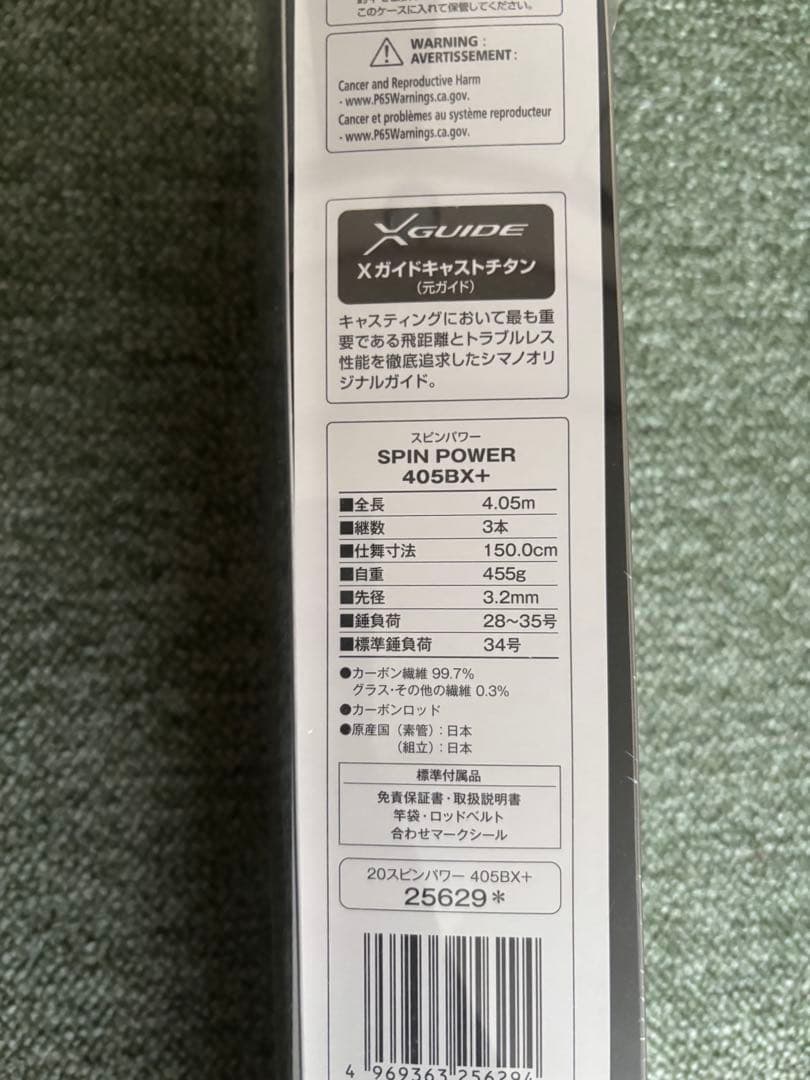 このケースに入れて保管してください。
WARNING :
AVERTISSEMENT :
Cancer and Reproductive Harm
- www.P65Warnings.ca.gov.
Cancer et problèmes au système reproducteur
- www.P65Warnings.ca.gov.
XGUIDE
Xガイドキャストチタン
(元ガイド)
キャスティングにおいて最も重
要である飛距離とトラブルレス
性能を徹底追求したシマノオリ
ジナルガイド。
スピンパワー
SPIN POWER
405BX+
■全長 4.05m
■継数 3本
■仕舞寸法 150.0cm
■自重 455g
■先径 3.2mm
■錘負荷 28〜35号
■標準錘負荷 34号
●カーボン繊維 99.7%
グラス・その他の繊維 0.3%
●カーボンロッド
●原産国（素管）: 日本
（組立）: 日本
標準付属品
免責保証書・取扱説明書
竿袋・ロッドベルト
合わせマークシール
20スピンパワー 405BX+
25629*
4 969363 256294